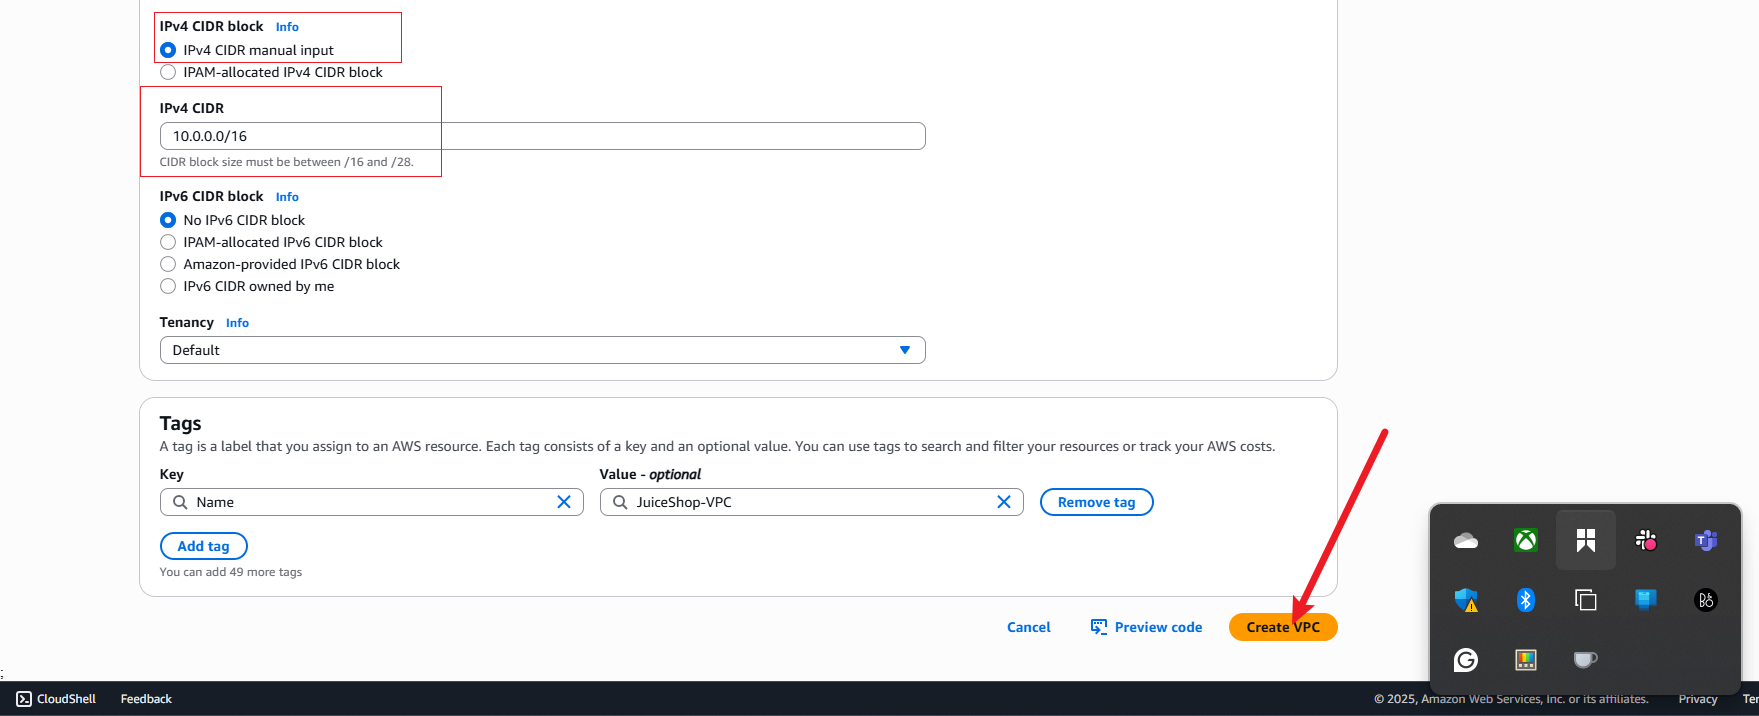 IPv4 CIDR block Info
IPv4 CIDR manual input
IPAM-allocated IPv4 CIDR block
IPv4 CIDR
10.0.0.0/16
CIDR block size must be between /16 and /28.
IPv6 CIDR block Info
No IPv6 CIDR block
IPAM-allocated IPv6 CIDR block
Amazon-provided IPv6 CIDR block
IPv6 CIDR owned by me
Tenancy Info
Default
Tags
A tag is a label that you assign to an AWS resource. Each tag consists of a key and an optional value. You can use tags to search and filter your resources or track your AWS costs.
Key Value - optional
Name JuiceShop-VPC Remove tag
Add tag
You can add 49 more tags
Cancel Preview code Create VPC
CloudShell Feedback © 2025, Amazon Web Services, Inc. or its affiliates. Privacy